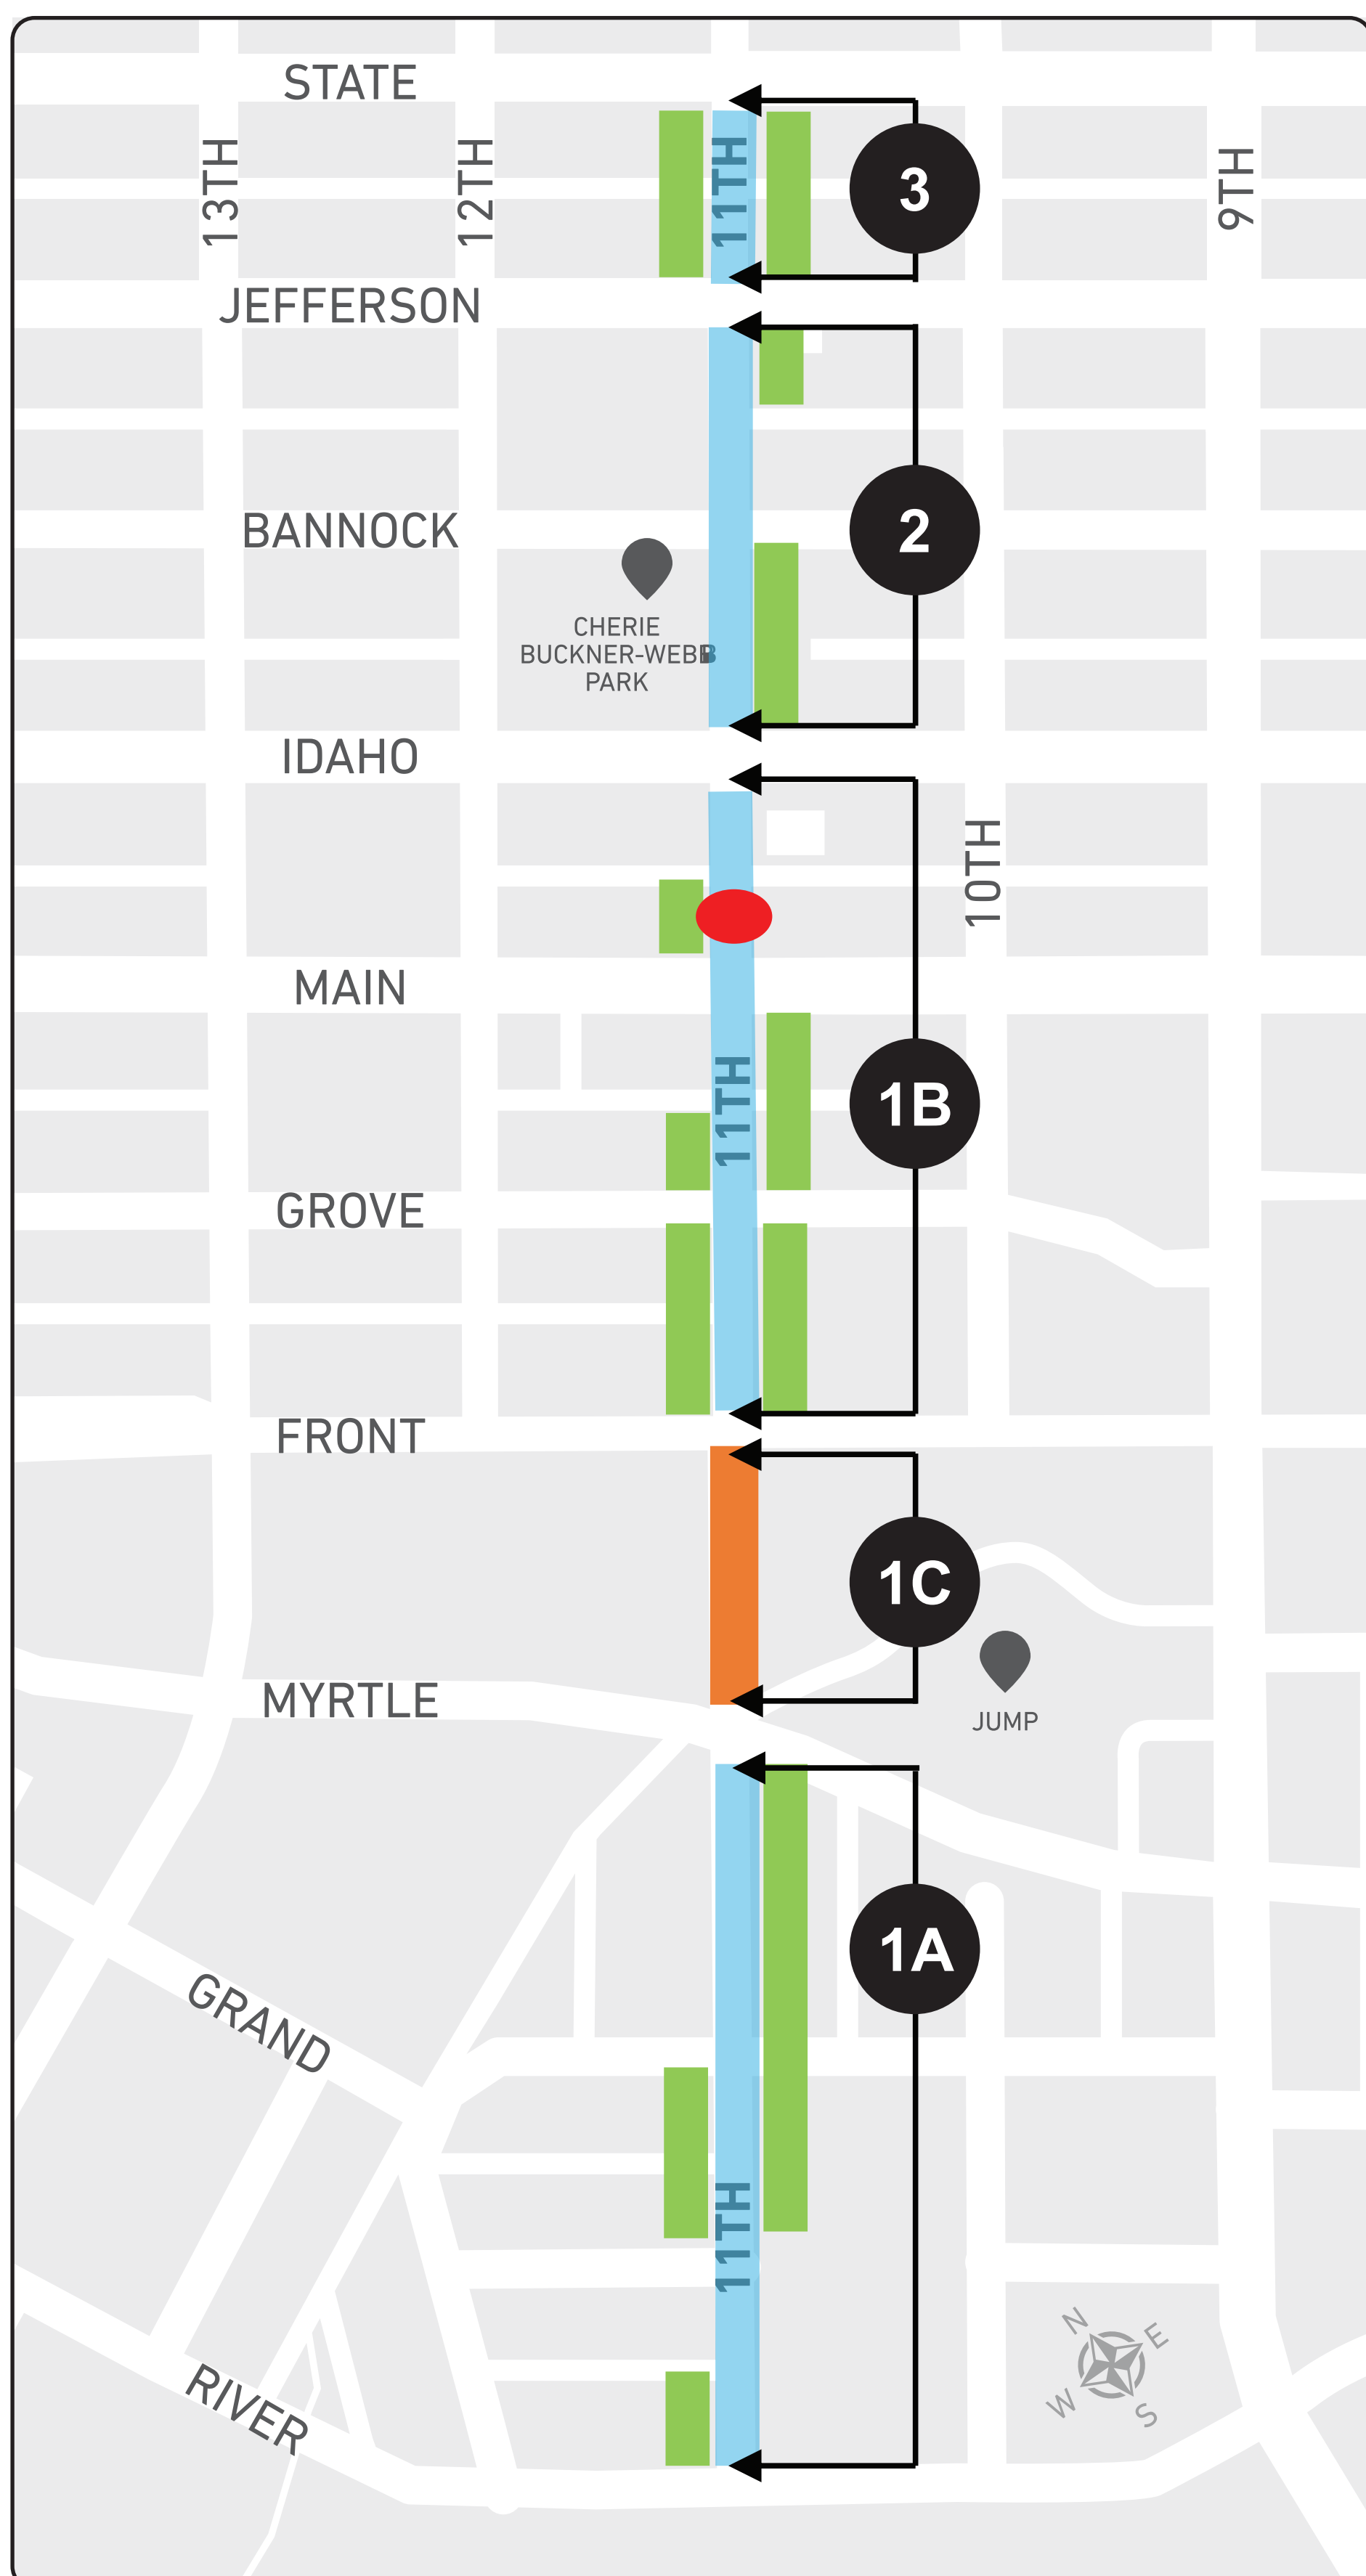 STATE
13TH
12TH
11TH
3
9TH
JEFFERSON
BANNOCK
2
CHERIE
BUCKNER-WEBB
PARK
IDAHO
10TH
MAIN
11TH
1B
GROVE
FRONT
1C
MYRTLE
JUMP
1A
GRAND
11TH
N
E
W
S
RIVER